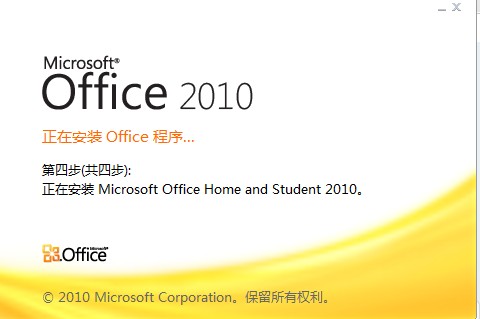 Microsoft®
Office 2010
正在安装 Office 程序...
第四步(共四步):
正在安装 Microsoft Office Home and Student 2010。
Microsoft®
Office
© 2010 Microsoft Corporation。保留所有权利。